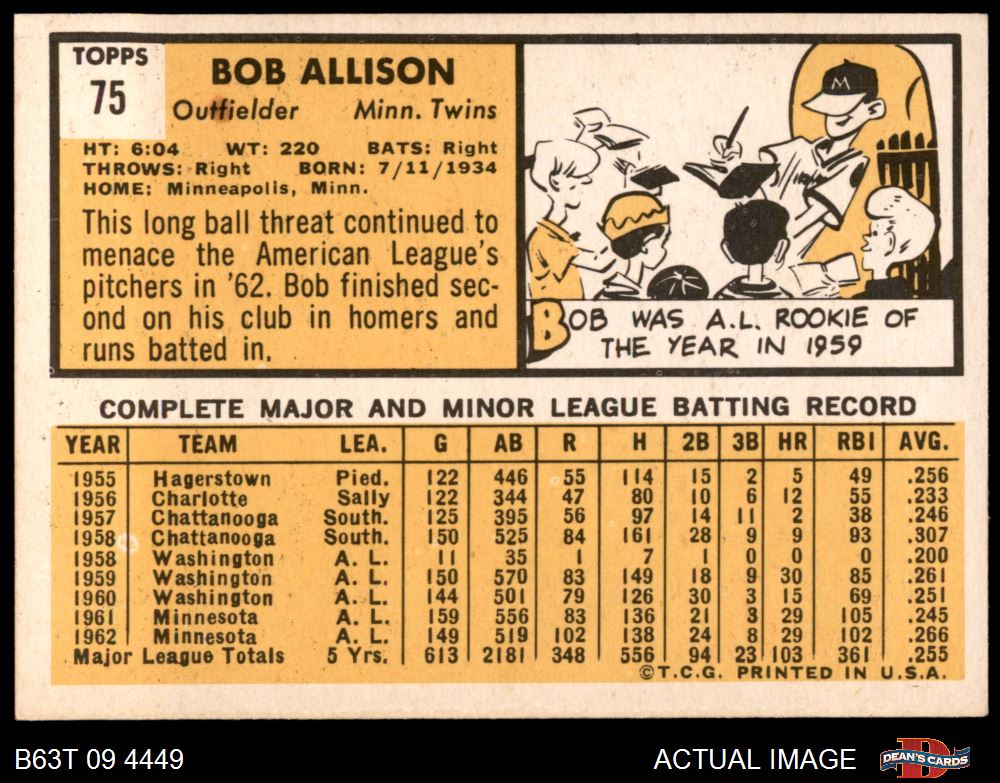 TOPPS
75
BOB ALLISON
Outfielder Minn. Twins
HT: 6:04 WT: 220 BATS: Right
THROWS: Right BORN: 7/11/1934
HOME: Minneapolis, Minn.
This long ball threat continued to
menace the American League's
pitchers in '62. Bob finished sec-
ond on his club in homers and
runs batted in.
M
BOB WAS A.L. ROOKIE OF
THE YEAR IN 1959
COMPLETE MAJOR AND MINOR LEAGUE BATTING RECORD
YEAR TEAM LEA. G AB R H 2B 3B HR RBI AVG.
1955 Hagerstown Pied. 122 446 55 114 15 2 5 49 .256
1956 Charlotte Sally 122 344 47 80 10 6 12 55 .233
1957 Chattanooga South. 125 395 56 97 14 11 2 38 .246
1958 Chattanooga South. 150 525 84 161 28 9 9 93 .307
1958 Washington A. L. 11 35 1 7 1 0 0 0 .200
1959 Washington A. L. 150 570 83 149 18 9 30 85 .261
1960 Washington A. L. 144 501 79 126 30 3 15 69 .251
1961 Minnesota A. L. 159 556 83 136 21 3 29 105 .245
1962 Minnesota A. L. 149 519 102 138 24 8 29 102 .266
Major League Totals 5 Yrs. 613 2181 348 556 94 23 103 361 .255
©T.C.G. PRINTED IN U.S.A.
B63T 09 4449 ACTUAL IMAGE DEAN'S CARDS